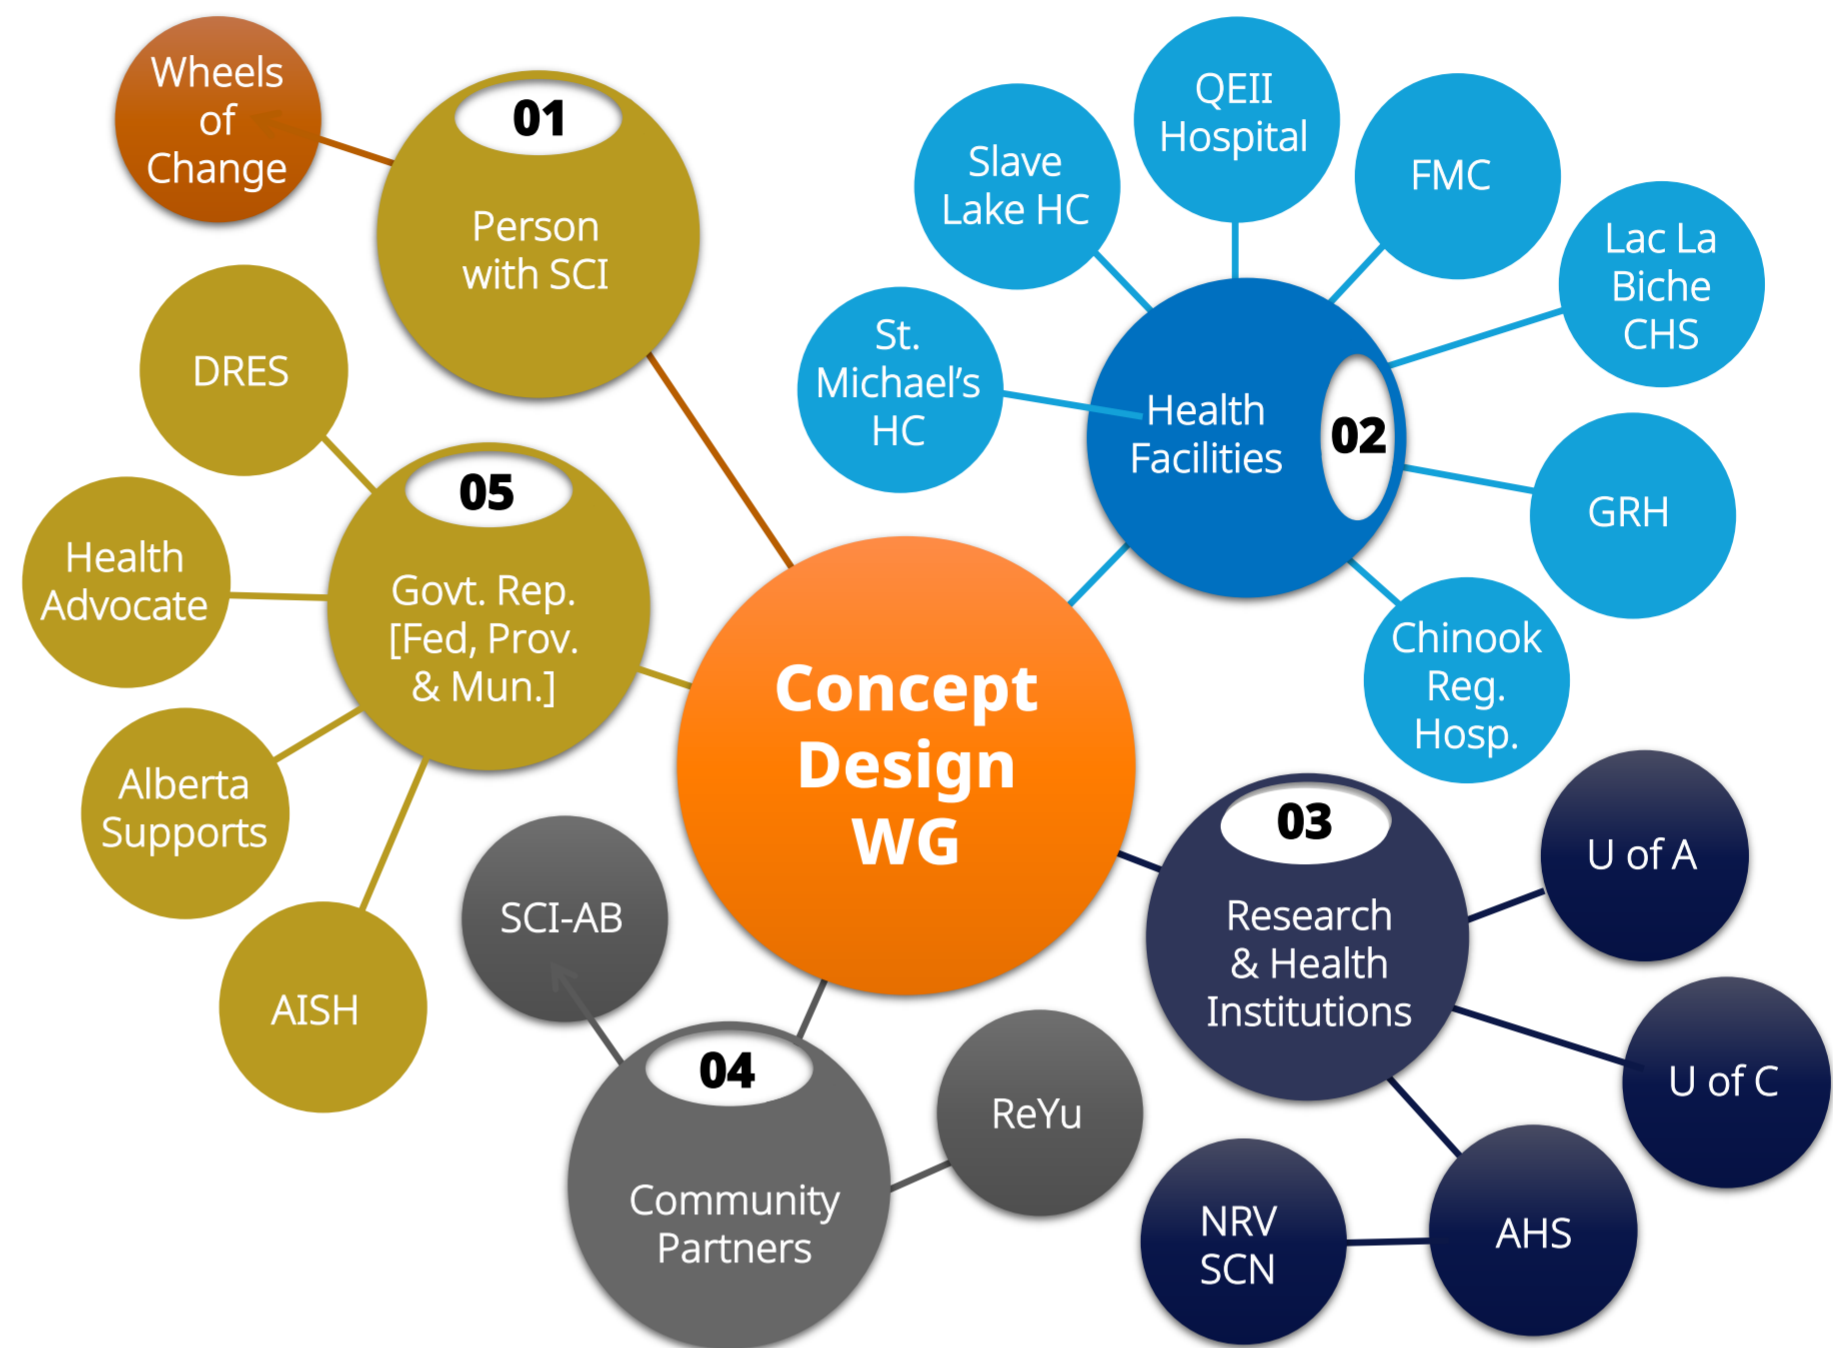 Wheels
of
Change
01
Person
with SCI
DRES
Health
Advocate
Alberta
Supports
AISH
05
Govt. Rep.
[Fed, Prov.
& Mun.]
Concept
Design
WG
St.
Michael’s
HC
Slave
Lake HC
QEII
Hospital
FMC
Lac La
Biche
CHS
GRH
Chinook
Reg.
Hosp.
Health
Facilities
02
03
Research
& Health
Institutions
U of A
U of C
AHS
NRV
SCN
SCI-AB
04
Community
Partners
ReYu